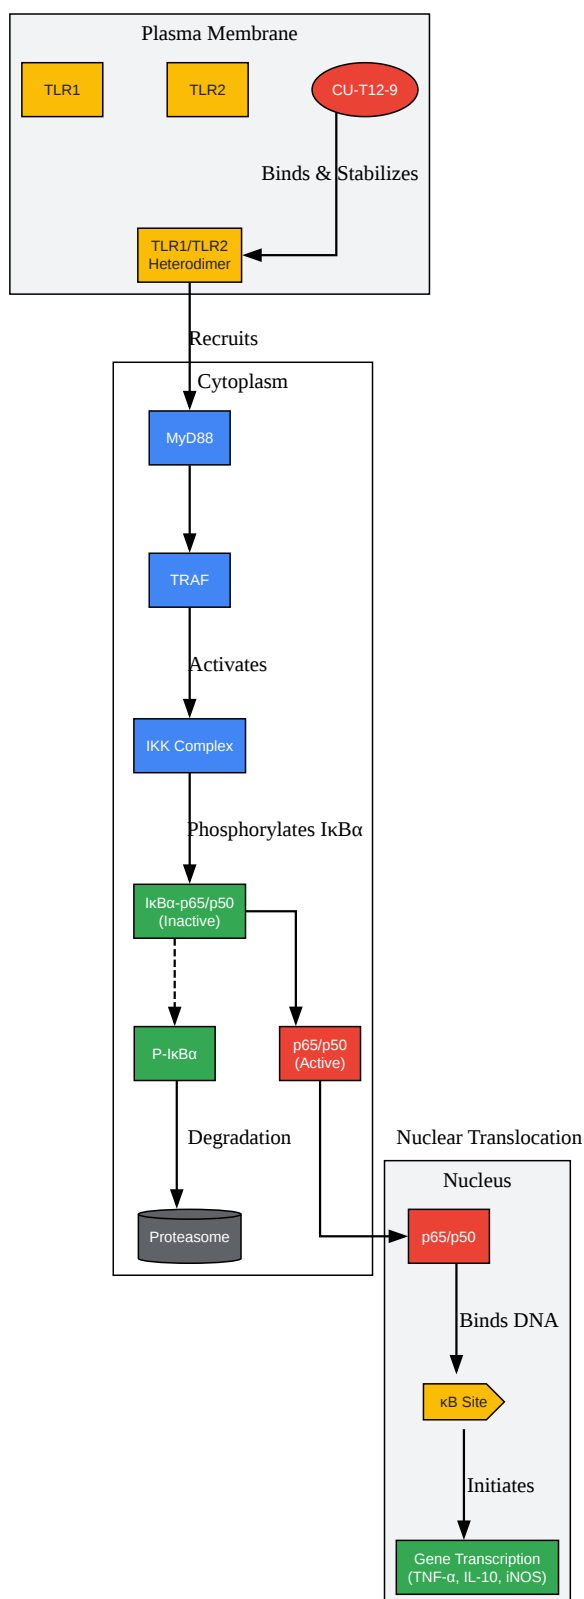 Plasma Membrane
TLR1
TLR2
CU-T12-9
Binds & Stabilizes
TLR1/TLR2
Heterodimer
Recruits
Cytoplasm
MyD88
TRAF
Activates
IKK Complex
Phosphorylates IκBα
IκBα-p65/p50
(Inactive)
P-IκBα
p65/p50
(Active)
Degradation
Nuclear Translocation
Nucleus
Proteasome
p65/p50
Binds DNA
κB Site
Initiates
Gene Transcription
(TNF-α, IL-10, iNOS)